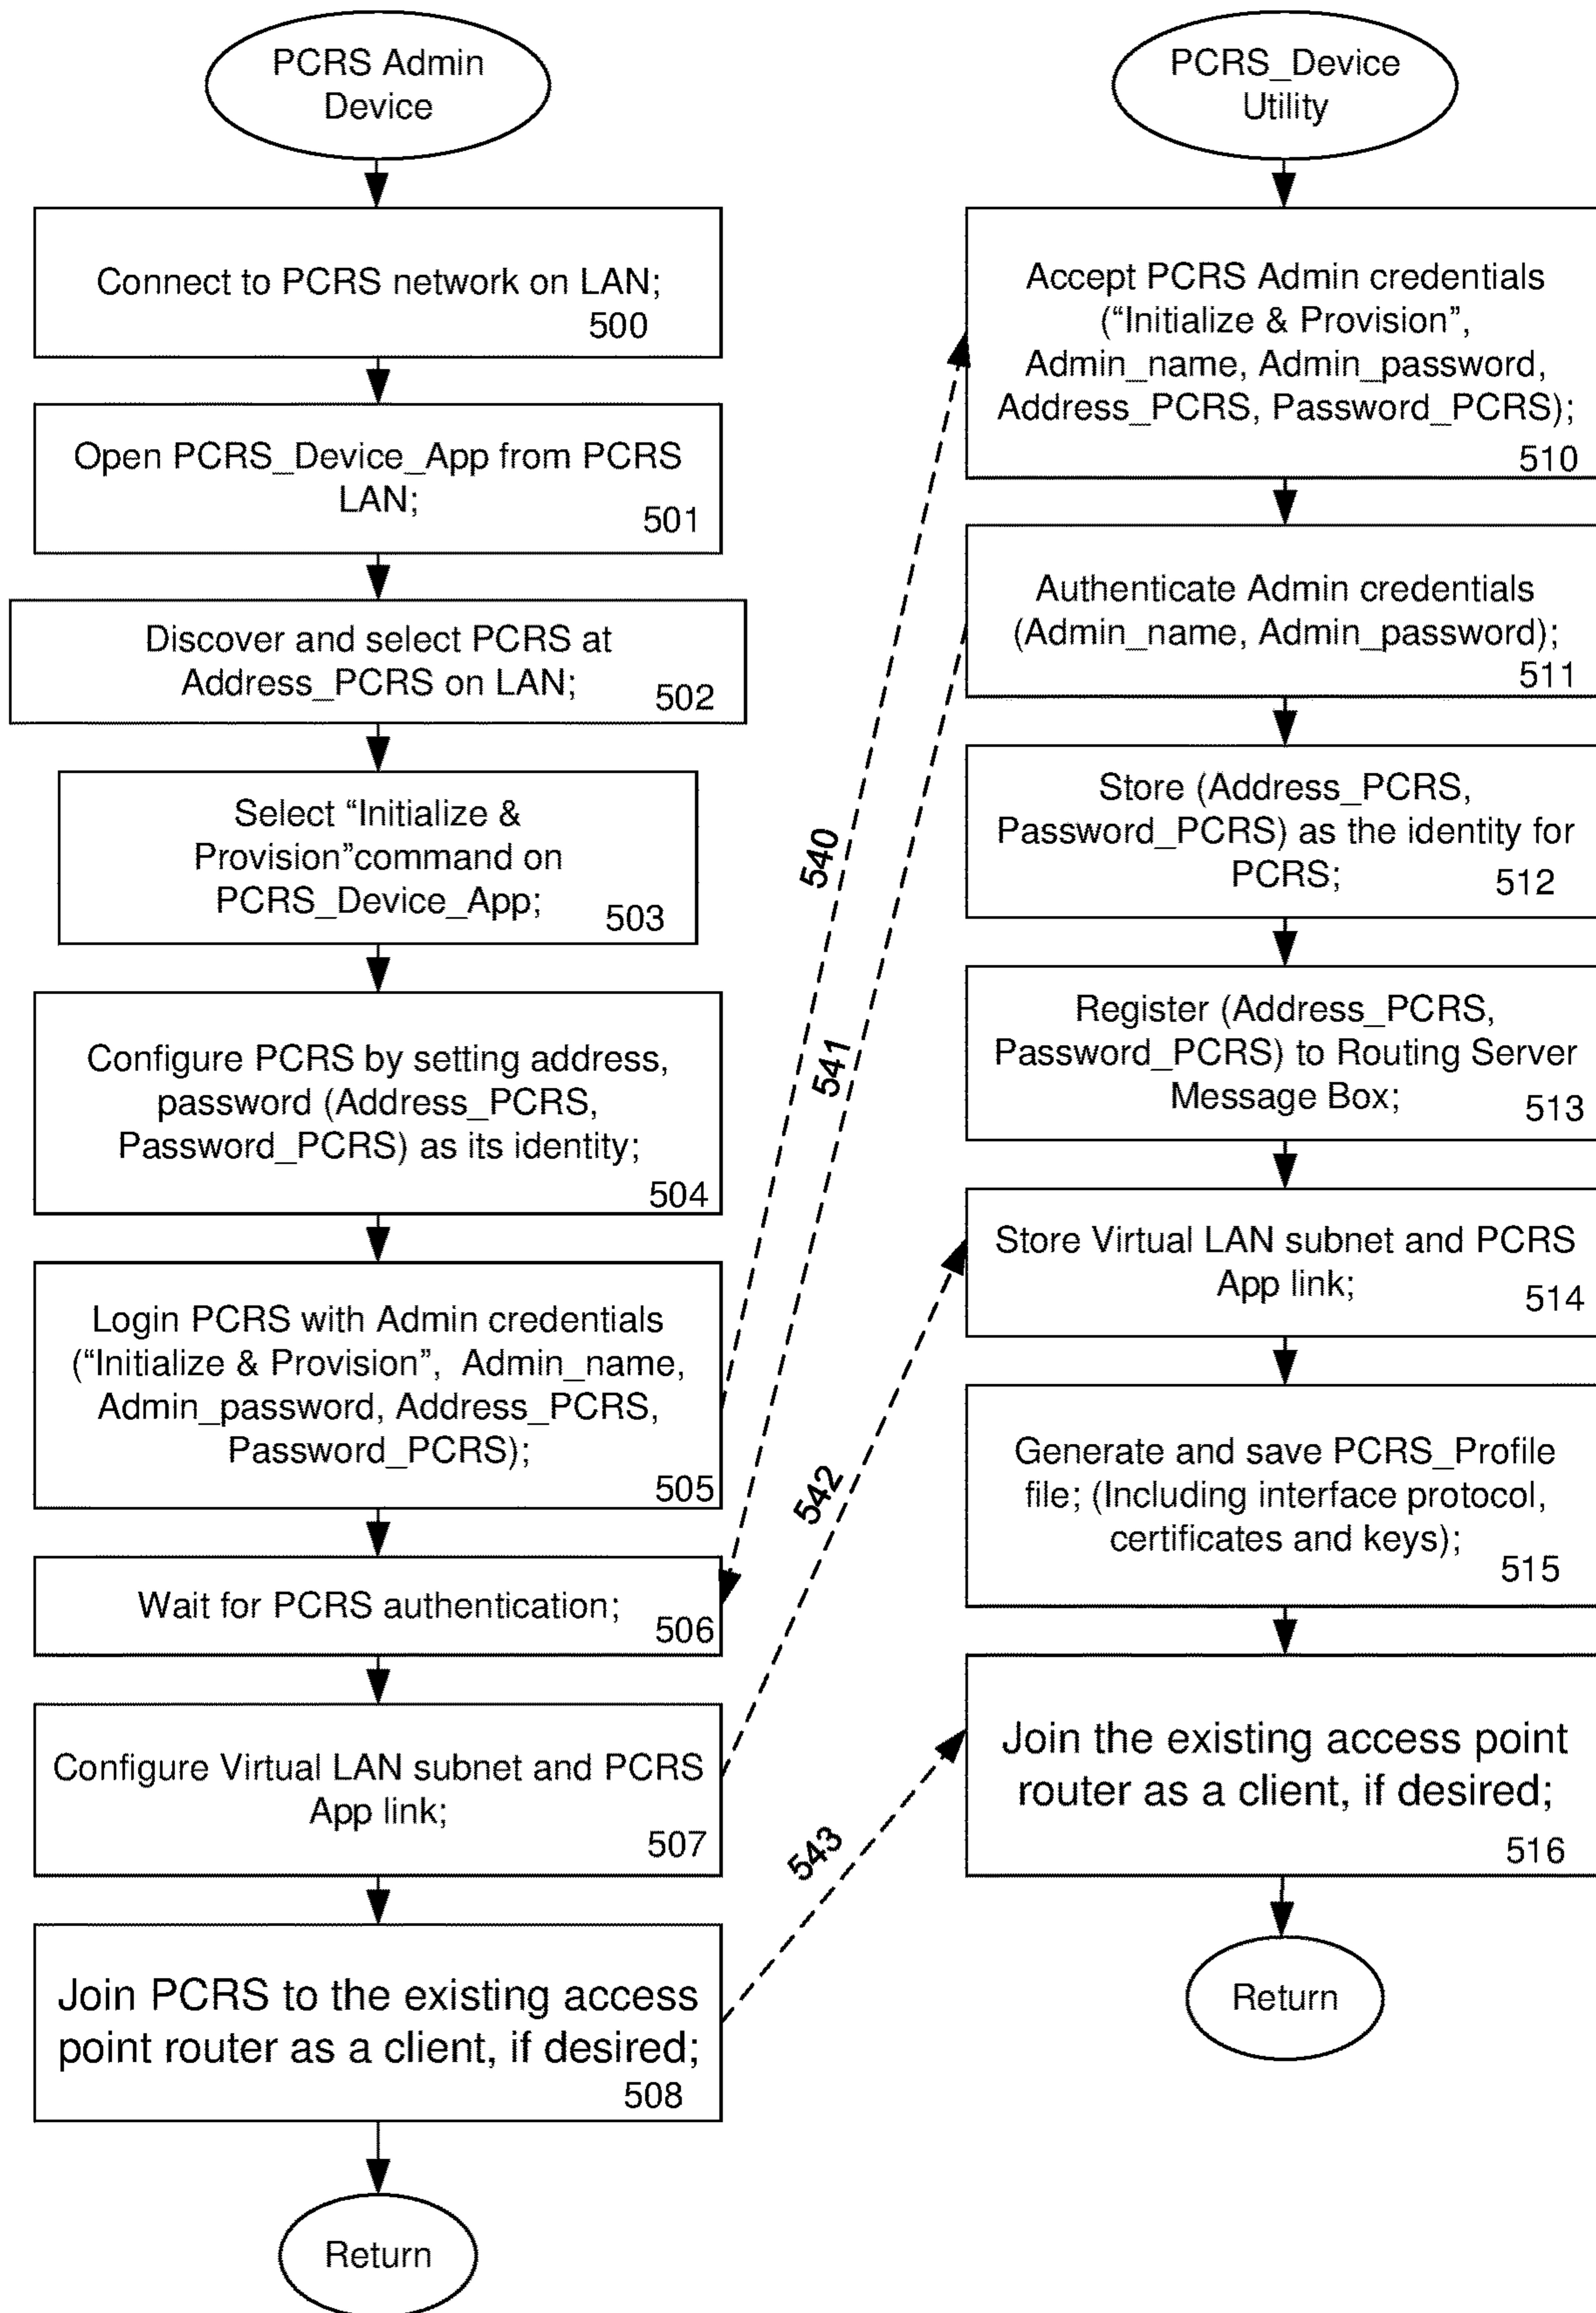 PCRS Admin
Device
Connect to PCRS network on LAN;
500
Open PCRS_Device_App from PCRS
LAN;
501
Discover and select PCRS at
Address_PCRS on LAN;
502
Select “Initialize &
Provision”command on
PCRS_Device_App;
503
Configure PCRS by setting address,
password (Address_PCRS,
Password_PCRS) as its identity;
504
Login PCRS with Admin credentials
(“Initialize & Provision”, Admin_name,
Admin_password, Address_PCRS,
Password_PCRS);
505
Wait for PCRS authentication;
506
Configure Virtual LAN subnet and PCRS
App link;
507
Join PCRS to the existing access
point router as a client, if desired;
508
Return
540
541
542
543
PCRS_Device
Utility
Accept PCRS Admin credentials
(“Initialize & Provision”,
Admin_name, Admin_password,
Address_PCRS, Password_PCRS);
510
Authenticate Admin credentials
(Admin_name, Admin_password);
511
Store (Address_PCRS,
Password_PCRS) as the identity for
PCRS;
512
Register (Address_PCRS,
Password_PCRS) to Routing Server
Message Box;
513
Store Virtual LAN subnet and PCRS
App link;
514
Generate and save PCRS_Profile
file; (Including interface protocol,
certificates and keys);
515
Join the existing access point
router as a client, if desired;
516
Return